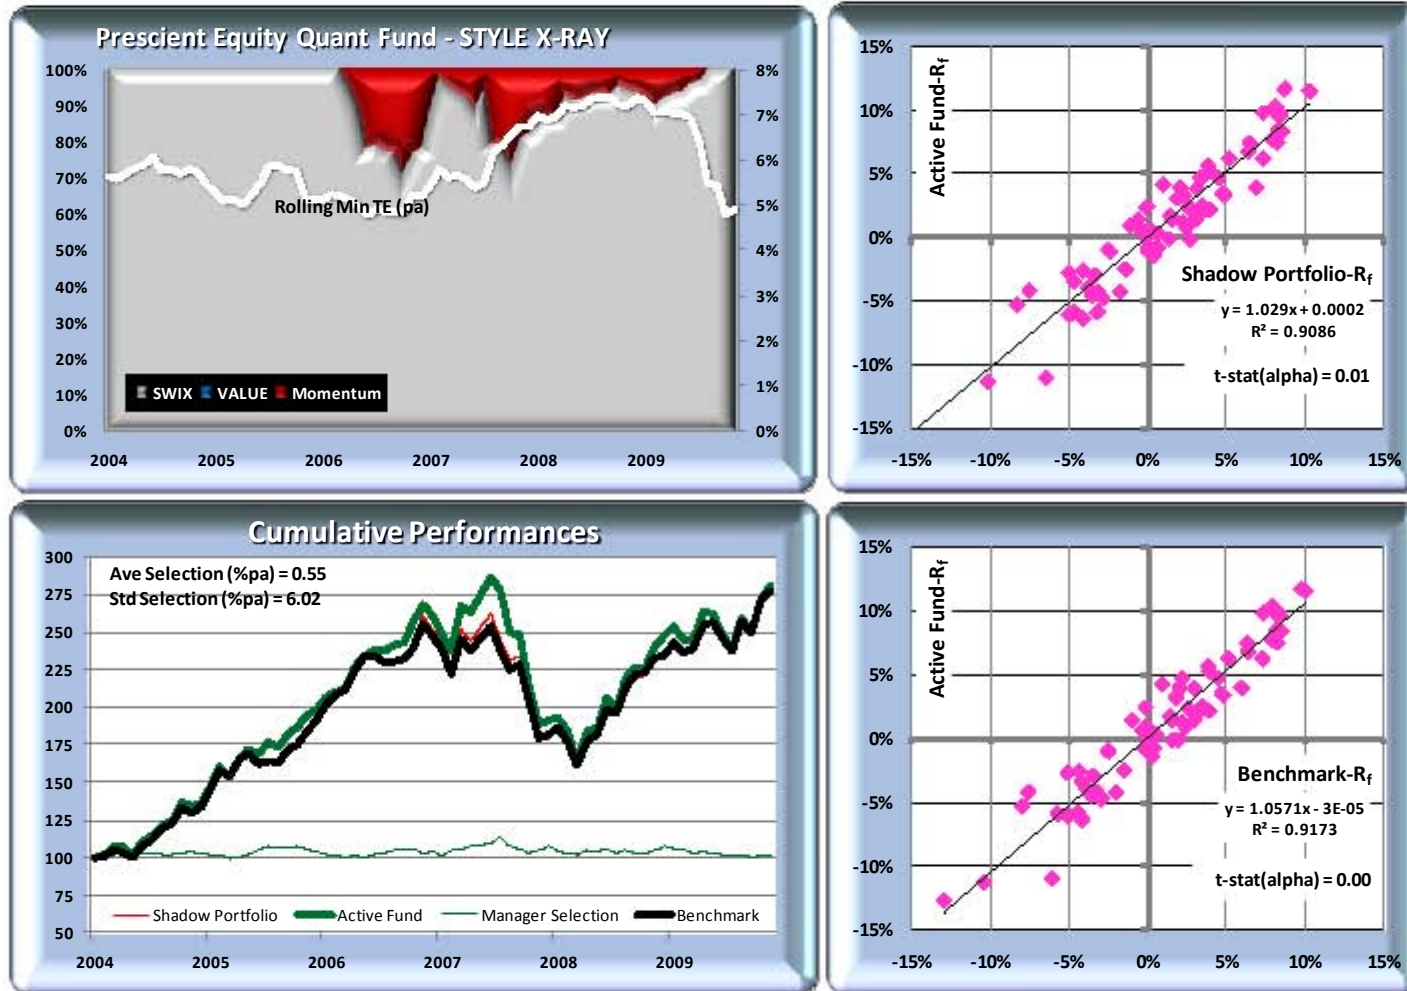 Prescient Equity Quant Fund - STYLE X-RAY
100%
90%
80%
70%
60%
50%
40%
30%
20%
10%
0%
8%
7%
6%
5%
4%
3%
2%
1%
0%
Rolling Min TE (pa)
SWIX VALUE Momentum
2004 2005 2006 2007 2008 2009
15%
10%
5%
0%
-5%
-10%
-15%
Active Fund-Rf
Shadow Portfolio-Rf
y = 1.029x + 0.0002
R² = 0.9086
t-stat(alpha) = 0.01
-15% -10% -5% 0% 5% 10% 15%
Cumulative Performances
300
275
250
225
200
175
150
125
100
75
50
Ave Selection (%pa) = 0.55
Std Selection (%pa) = 6.02
Shadow Portfolio Active Fund Manager Selection Benchmark
2004 2005 2006 2007 2008 2009
15%
10%
5%
0%
-5%
-10%
-15%
Active Fund-Rf
Benchmark-Rf
y = 1.0571x - 3E-05
R² = 0.9173
t-stat(alpha) = 0.00
-15% -10% -5% 0% 5% 10% 15%